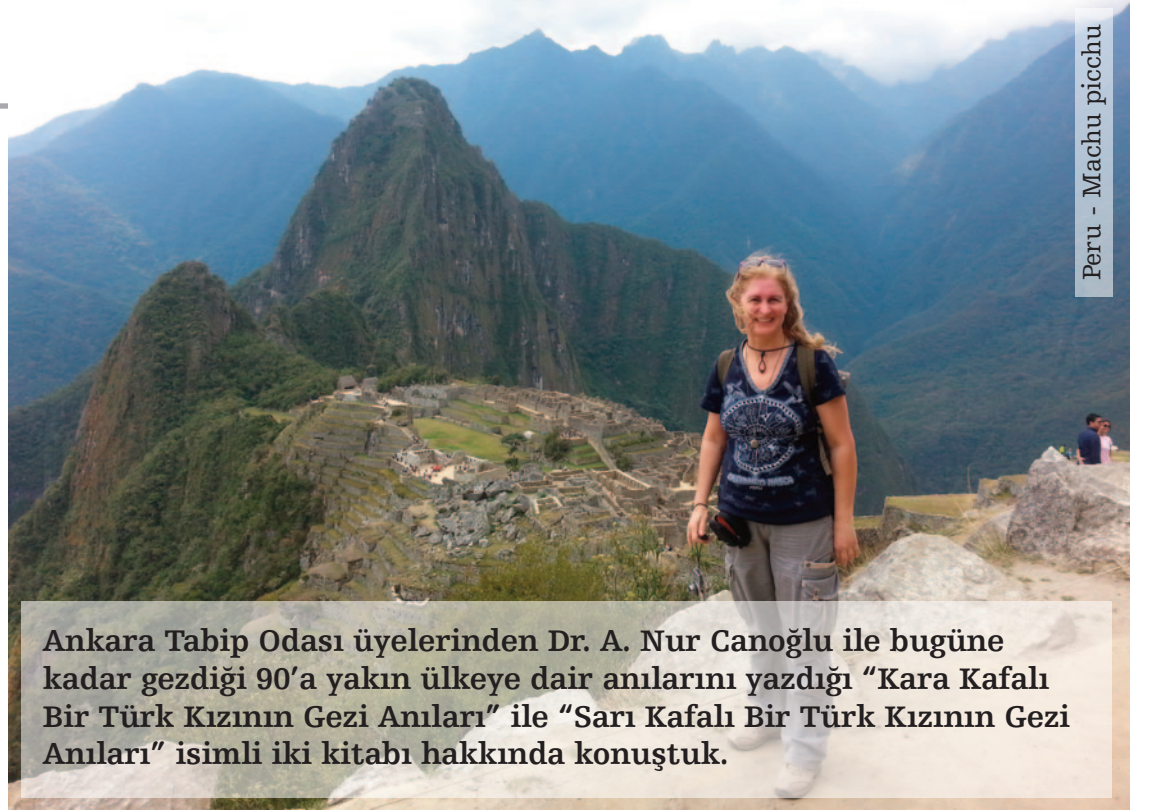 Peru - Machu picchu
Ankara Tabip Odası üyelerinden Dr. A. Nur Canoğlu ile bugüne
kadar gezdiği 90’a yakın ülkeye dair anılarını yazdığı “Kara Kafalı
Bir Türk Kızının Gezi Anıları” ile “Sarı Kafalı Bir Türk Kızının Gezi
Anıları” isimli iki kitabı hakkında konuştuk.